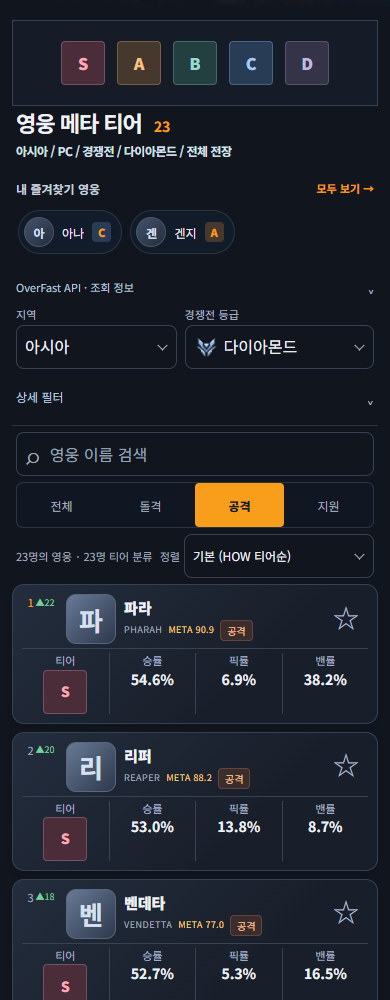 S A B C D
영웅 메타 티어 23
아시아 / PC / 경쟁전 / 다이아몬드 / 전체 전장
내 즐겨찾기 영웅 모두 보기 →
아 아나 C 겐 겐지 A
OverFast API · 조회 정보
지역 경쟁전 등급
아시아 다이아몬드
상세 필터
영웅 이름 검색
전체 돌격 공격 지원
23명의 영웅 · 23명 티어 분류 정렬 기본 (HOW 티어순)
1 ▲22 파 파라 ☆
PHARAH META 90.9 공격
티어 승률 픽률 밴률
S 54.6% 6.9% 38.2%
2 ▲20 리 리퍼 ☆
REAPER META 88.2 공격
티어 승률 픽률 밴률
S 53.0% 13.8% 8.7%
3 ▲18 벤 벤데타 ☆
VENDETTA META 77.0 공격
티어 승률 픽률 밴률
S 52.7% 5.3% 16.5%